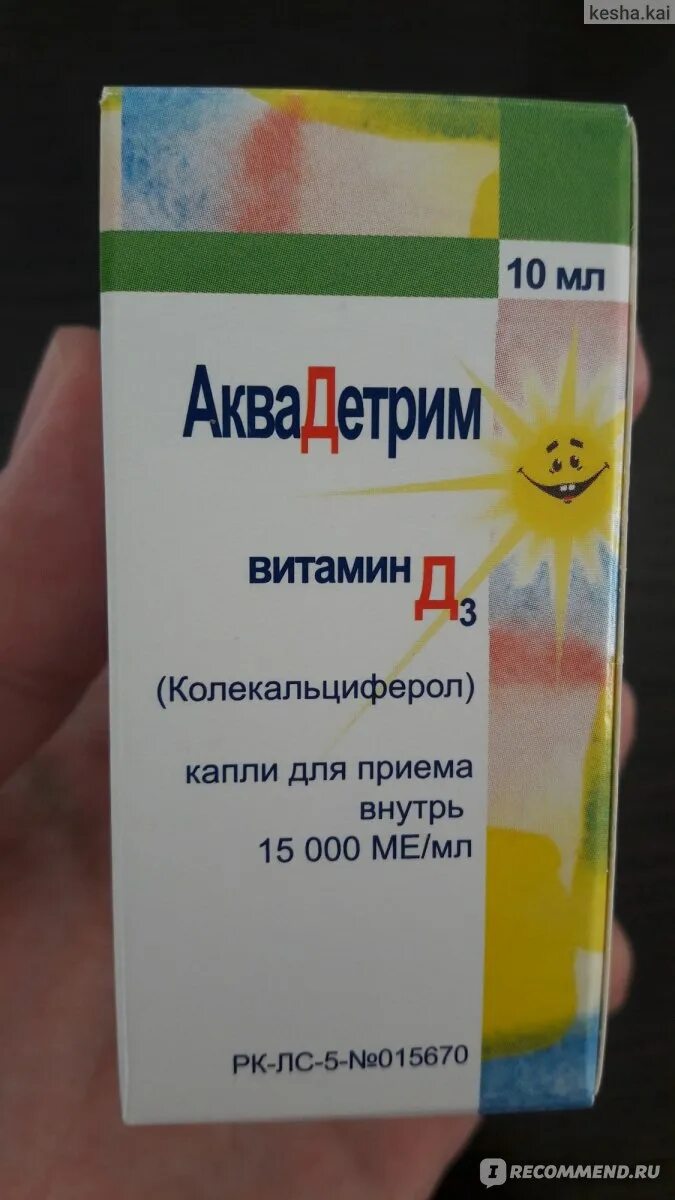 kesha.kai
10 мл
АкваДетрим
витамин Д3
(Колекальциферол)
капли для приема
внутрь
15 000 МЕ/мл
РК-ЛС-5-№015670
I RECOMMEND.RU